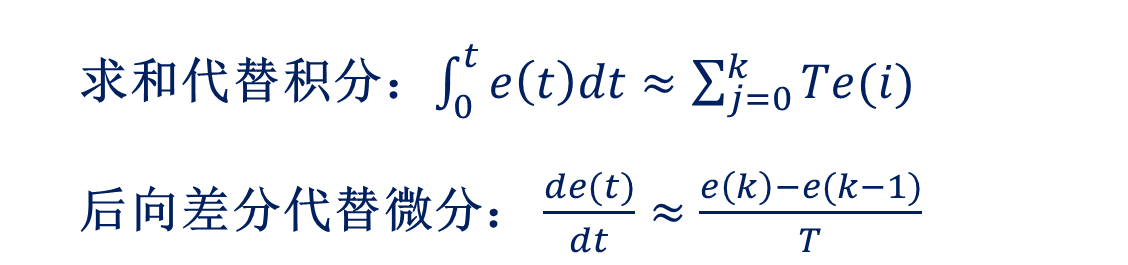 求和代替积分：∫₀ᵗ e(t)dt ≈ ∑ⱼ₌₀ᵏ Te(i)
后向差分代替微分：de(t)/dt ≈ e(k)−e(k−1)/T